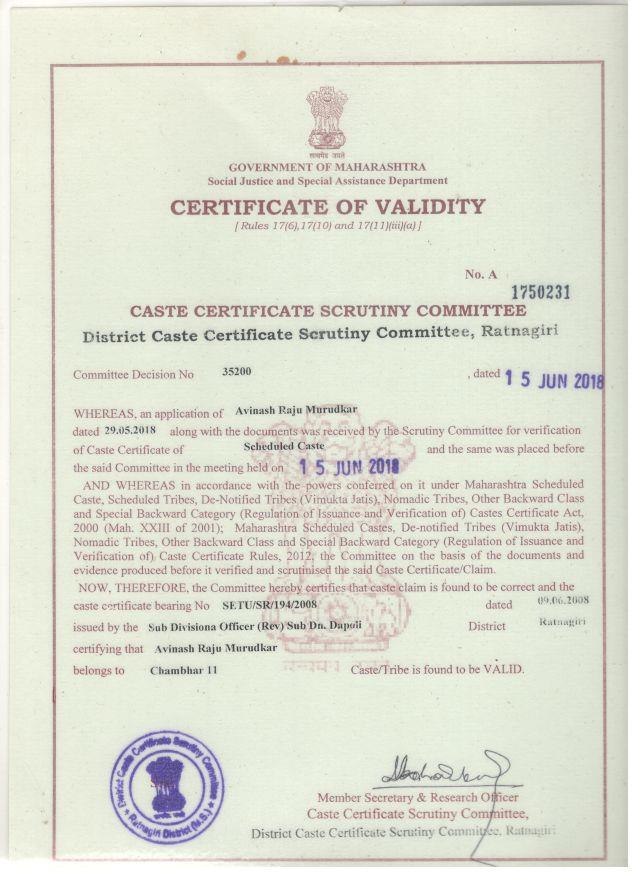 सत्यमेव जयते
GOVERNMENT OF MAHARASHTRA
Social Justice and Special Assistance Department
CERTIFICATE OF VALIDITY
[ Rules 17(6),17(10) and 17(11)(iii)(a) ]
No. A
1750231
CASTE CERTIFICATE SCRUTINY COMMITTEE
District Caste Certificate Scrutiny Committee, Ratnagiri
Committee Decision No 35200 , dated 15 JUN 2018
WHEREAS, an application of Avinash Raju Murudkar
dated 29.05.2018 along with the documents was received by the Scrutiny Committee for verification
of Caste Certificate of Scheduled Caste and the same was placed before
the said Committee in the meeting held on 15 JUN 2018
AND WHEREAS in accordance with the powers conferred on it under Maharashtra Scheduled
Caste, Scheduled Tribes, De-Notified Tribes (Vimukta Jatis), Nomadic Tribes, Other Backward Class
and Special Backward Category (Regulation of Issuance and Verification of) Castes Certificate Act,
2000 (Mah. XXIII of 2001); Maharashtra Scheduled Castes, De-notified Tribes (Vimukta Jatis),
Nomadic Tribes, Other Backward Class and Special Backward Category (Regulation of Issuance and
Verification of) Caste Certificate Rules, 2012, the Committee on the basis of the documents and
evidence produced before it verified and scrutinised the said Caste Certificate/Claim.
NOW, THEREFORE, the Committee hereby certifies that caste claim is found to be correct and the
caste certificate bearing No SETU/SR/194/2008 dated 09.06.2008
issued by the Sub Divisiona Officer (Rev) Sub Dn. Dapoli District Ratnagiri
certifying that Avinash Raju Murudkar
belongs to Chambhar 11 Caste/Tribe is found to be VALID.
District Caste Certificate Scrutiny Committee
Ratnagiri District (M.S.)
Member Secretary & Research Officer
Caste Certificate Scrutiny Committee,
District Caste Certificate Scrutiny Committee, Ratnagiri